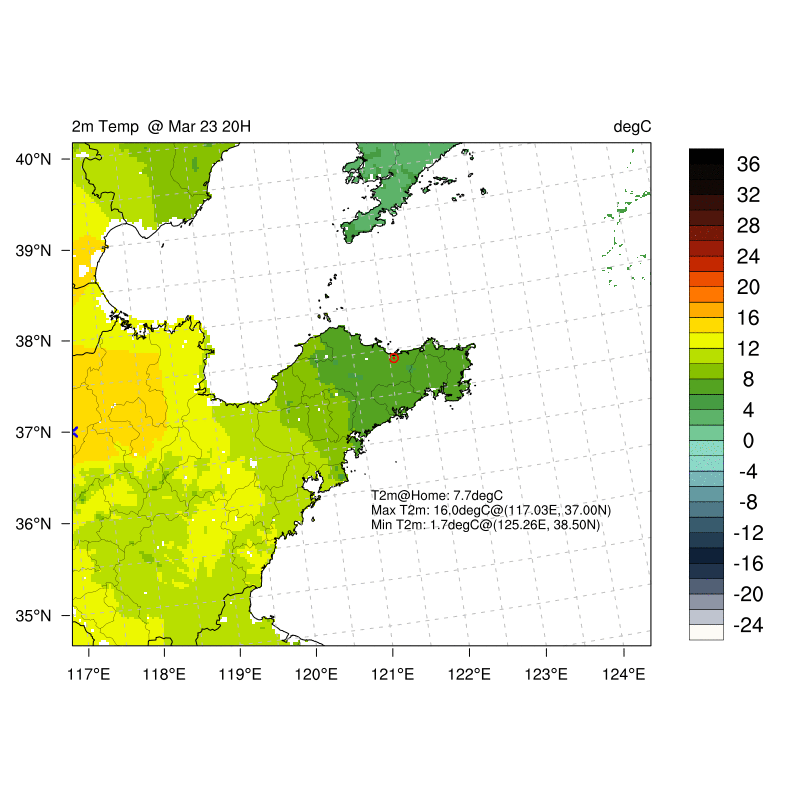 2m Temp @ Mar 23 20H
degC
40°N
39°N
38°N
37°N
36°N
35°N
117°E
118°E
119°E
120°E
121°E
122°E
123°E
124°E
T2m@Home: 7.7degC
Max T2m: 16.0degC@(117.03E, 37.00N)
Min T2m: 1.7degC@(125.26E, 38.50N)
36
32
28
24
20
16
12
8
4
0
-4
-8
-12
-16
-20
-24